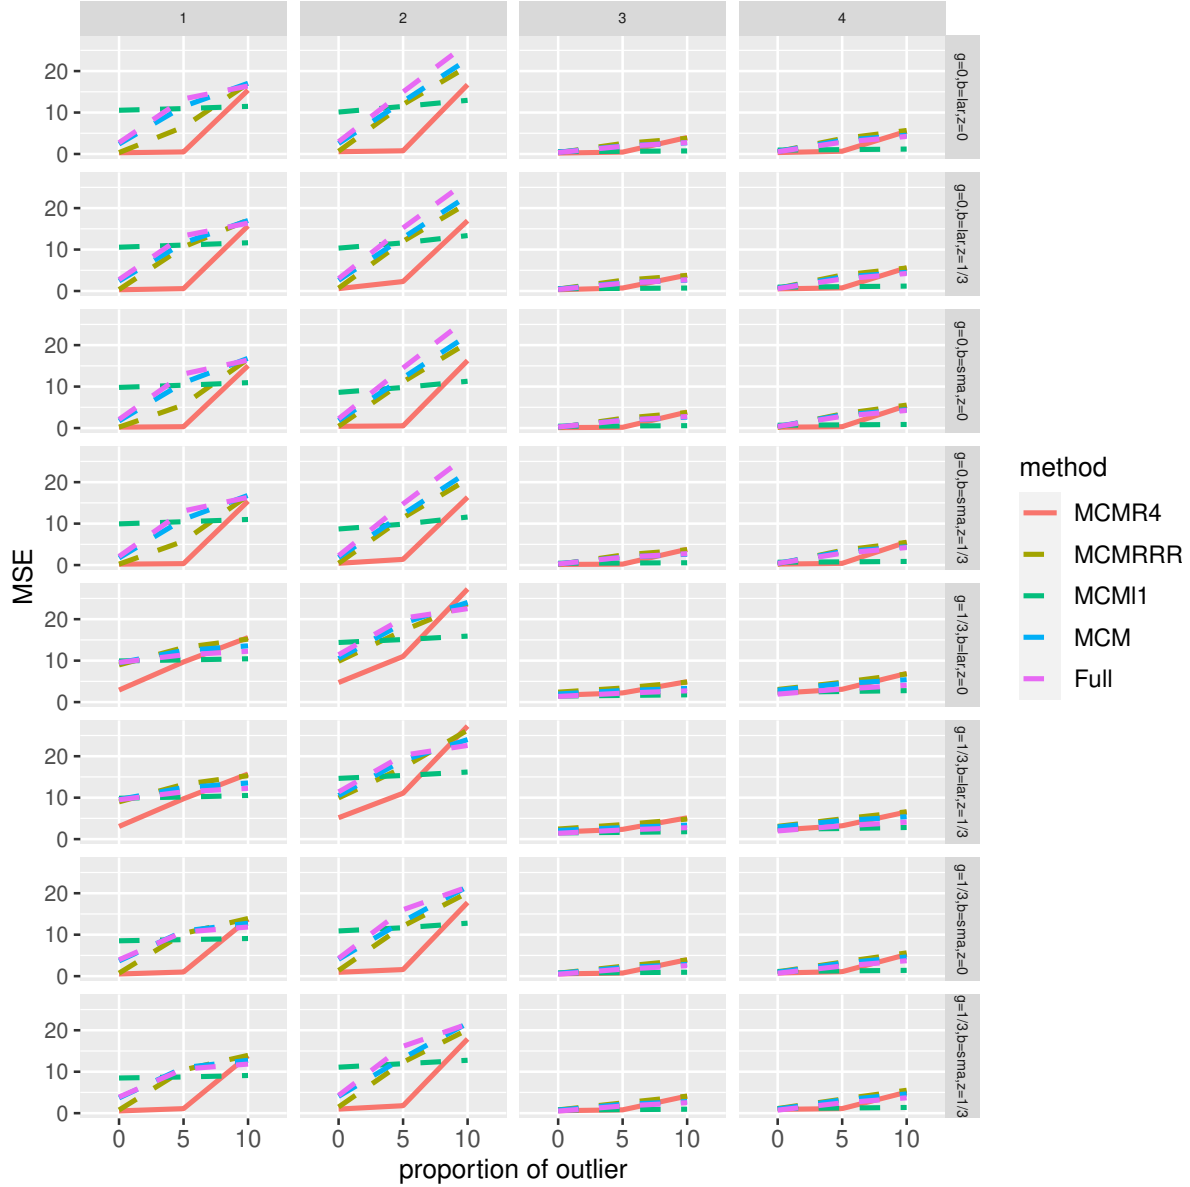 1 2 3 4
MSE
20
10
0
g=0,b=lar,z=0
20
10
0
g=0,b=lar,z=1/3
20
10
0
g=0,b=sma,z=0
20
10
0
g=0,b=sma,z=1/3
20
10
0
g=1/3,b=lar,z=0
20
10
0
g=1/3,b=lar,z=1/3
20
10
0
g=1/3,b=sma,z=0
20
10
0
g=1/3,b=sma,z=1/3
0 5 10 0 5 10 0 5 10 0 5 10
proportion of outlier
method
MCMR4
MCMRRR
MCMl1
MCM
Full